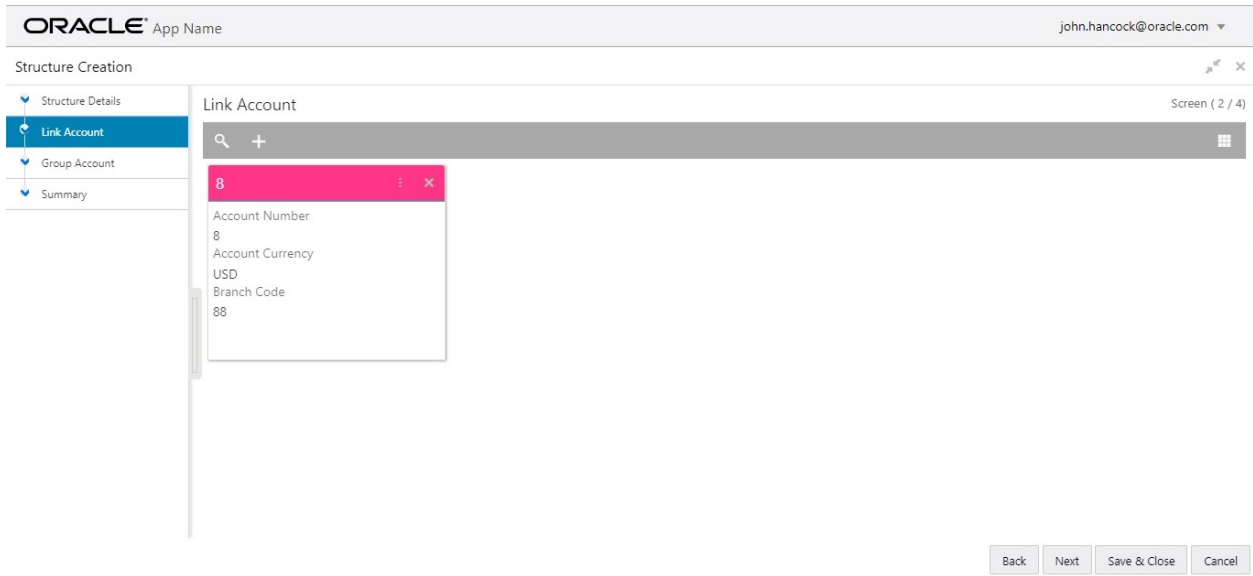 ORACLE App Name
john.hancock@oracle.com
Structure Creation
Structure Details
Link Account
Group Account
Summary
Link Account
Screen ( 2 / 4)
8
Account Number
8
Account Currency
USD
Branch Code
88
Back Next Save & Close Cancel